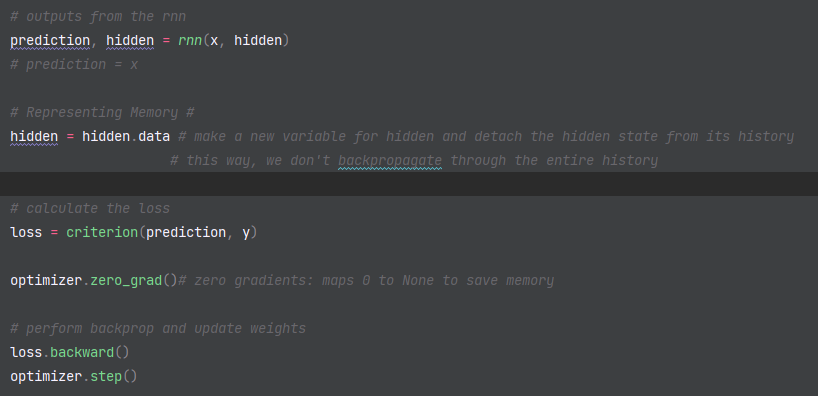 # outputs from the rnn
prediction, hidden = rnn(x, hidden)
# prediction = x
# Representing Memory #
hidden = hidden.data # make a new variable for hidden and detach the hidden state from its history
# this way, we don't backpropagate through the entire history
# calculate the loss
loss = criterion(prediction, y)
optimizer.zero_grad()# zero gradients: maps 0 to None to save memory
# perform backprop and update weights
loss.backward()
optimizer.step()